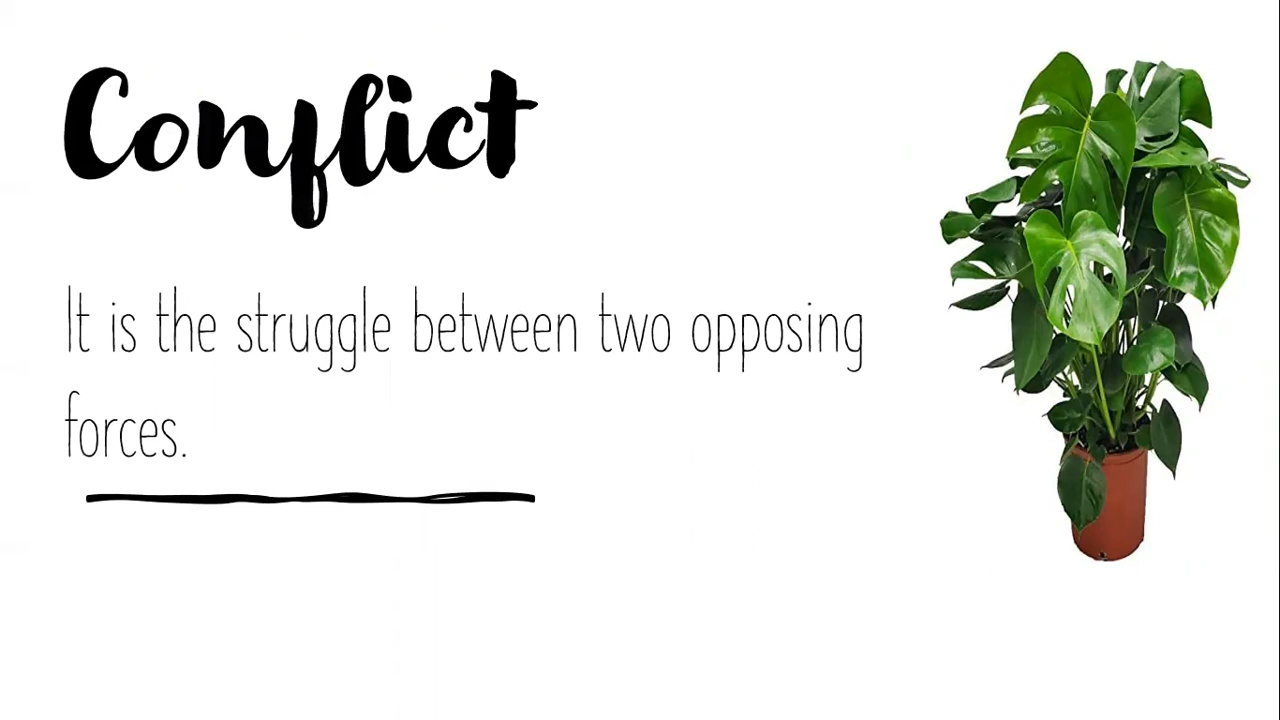 Conflict
It is the struggle between two opposing
forces.